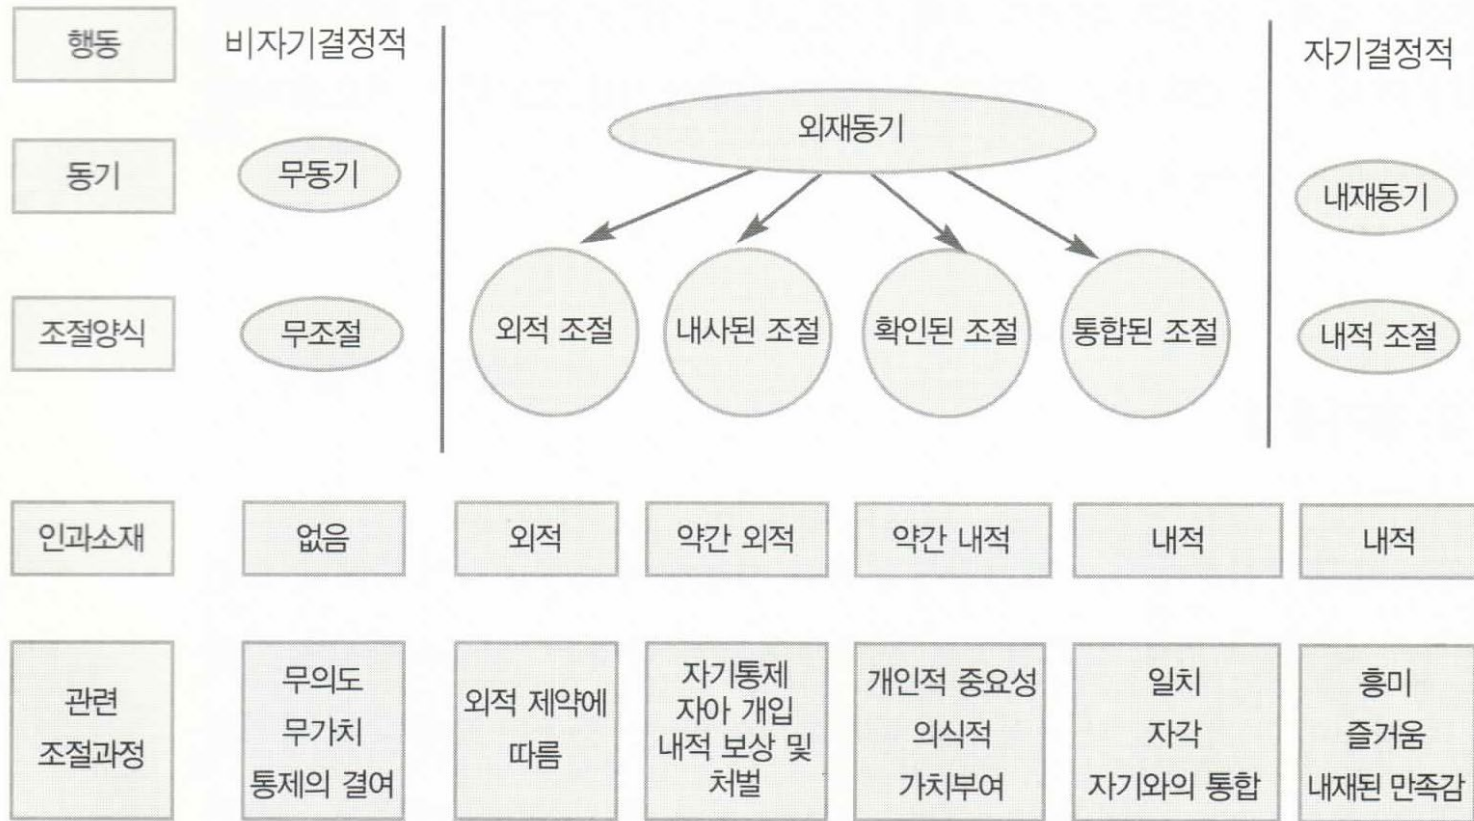 행동
비자기결정적
자기결정적
외재동기
동기
무동기
내재동기
조절양식
무조절
외적 조절
내사된 조절
확인된 조절
통합된 조절
내적 조절
인과소재
없음
외적
약간 외적
약간 내적
내적
내적
관련
조절과정
무의도
무가치
통제의 결여
외적 제약에
따름
자기통제
자아 개입
내적 보상 및
처벌
개인적 중요성
의식적
가치부여
일치
자각
자기와의 통합
흥미
즐거움
내재된 만족감